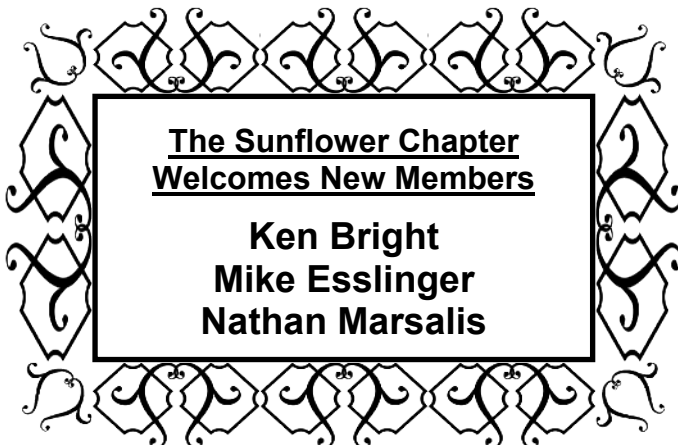 The Sunflower Chapter
Welcomes New Members
Ken Bright
Mike Esslinger
Nathan Marsalis